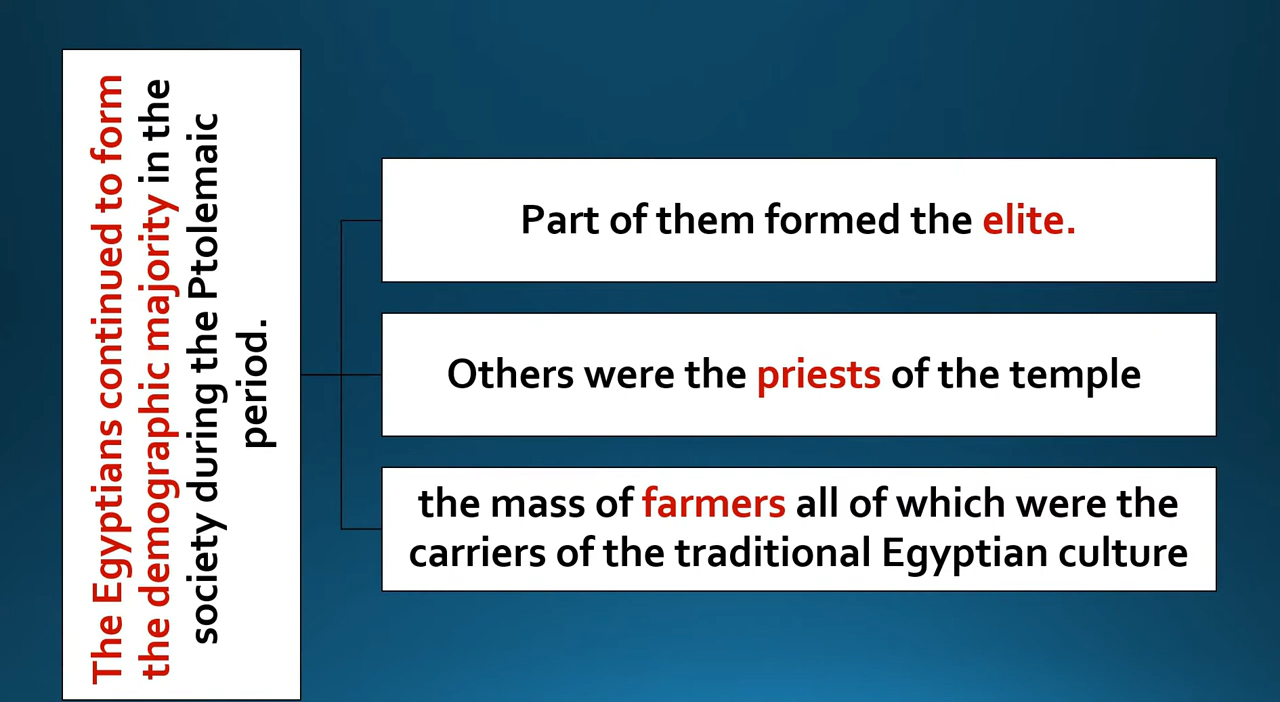 The Egyptians continued to form
the demographic majority in the
society during the Ptolemaic
period.
Part of them formed the elite.
Others were the priests of the temple
the mass of farmers all of which were the
carriers of the traditional Egyptian culture